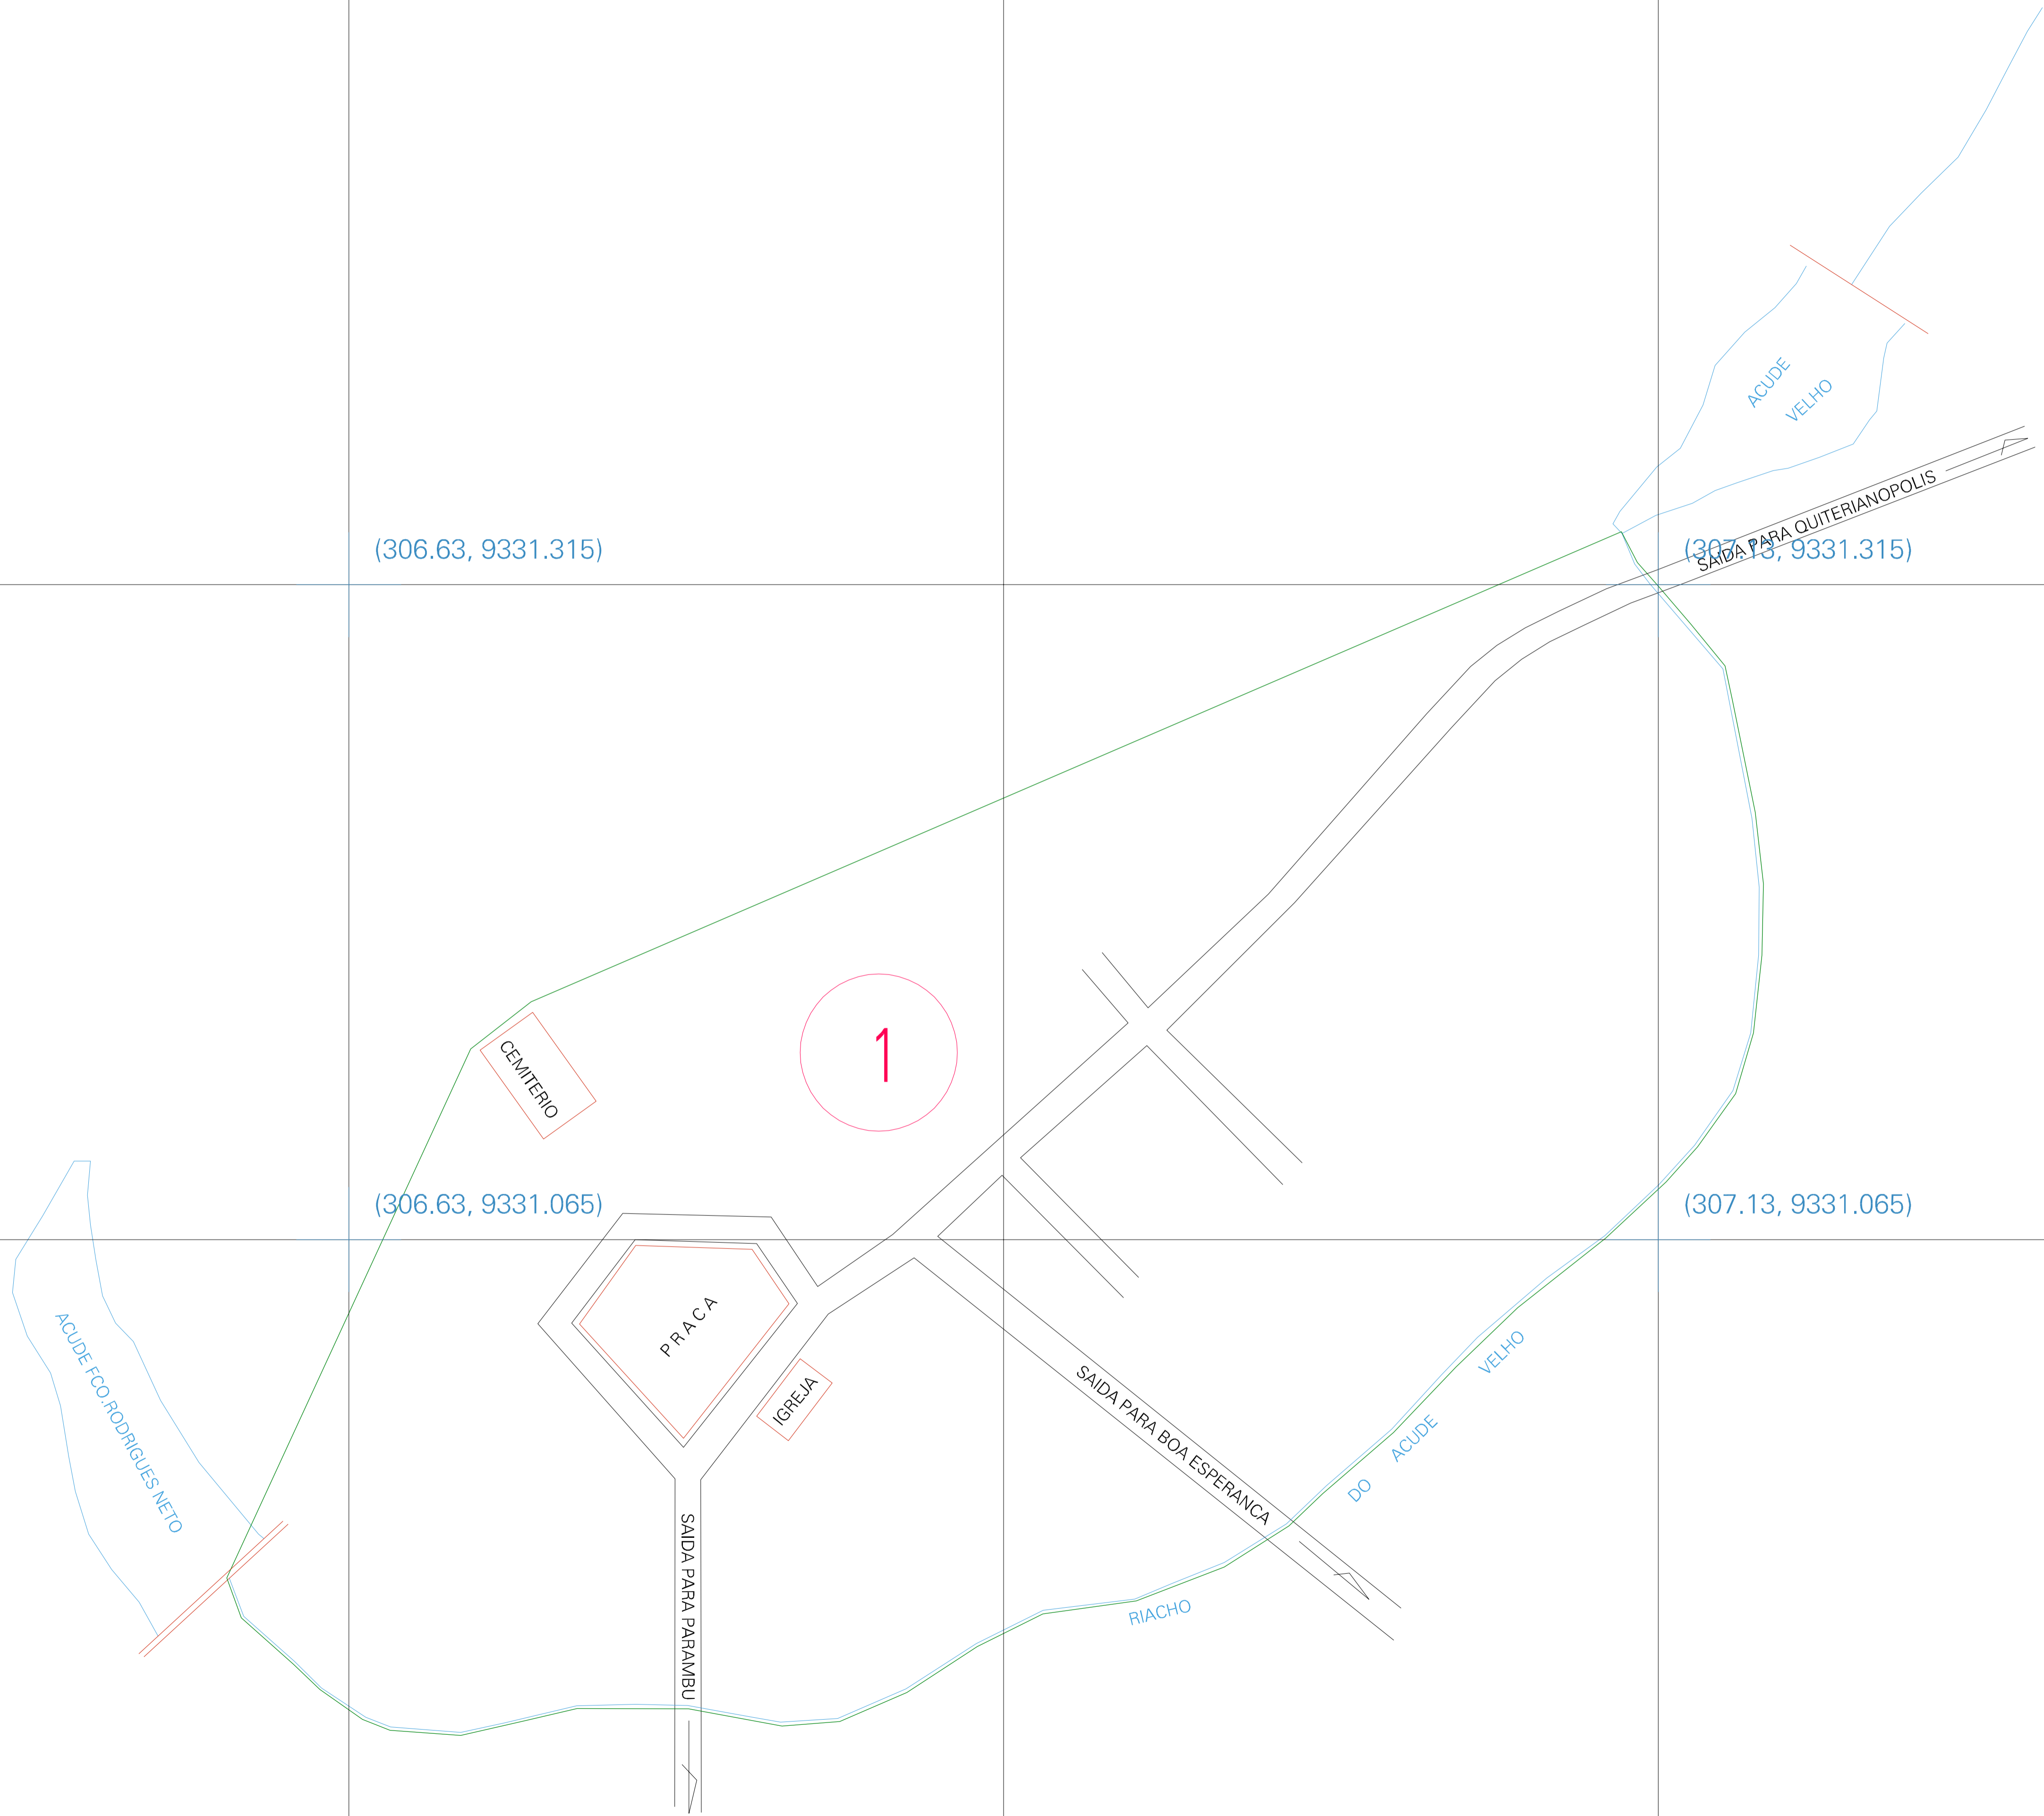 ACUDE
VELHO
SAIDA PARA QUITERIANOPOLIS
(306.63, 9331.315)
(307.13, 9331.315)
1
CEMITERIO
(306.63, 9331.065)
(307.13, 9331.065)
PRACA
IGREJA
ACUDE FCO.RODRIGUES NETO
SAIDA PARA BOA ESPERANCA
SAIDA PARA PARAMBU
RIACHO DO ACUDE VELHO